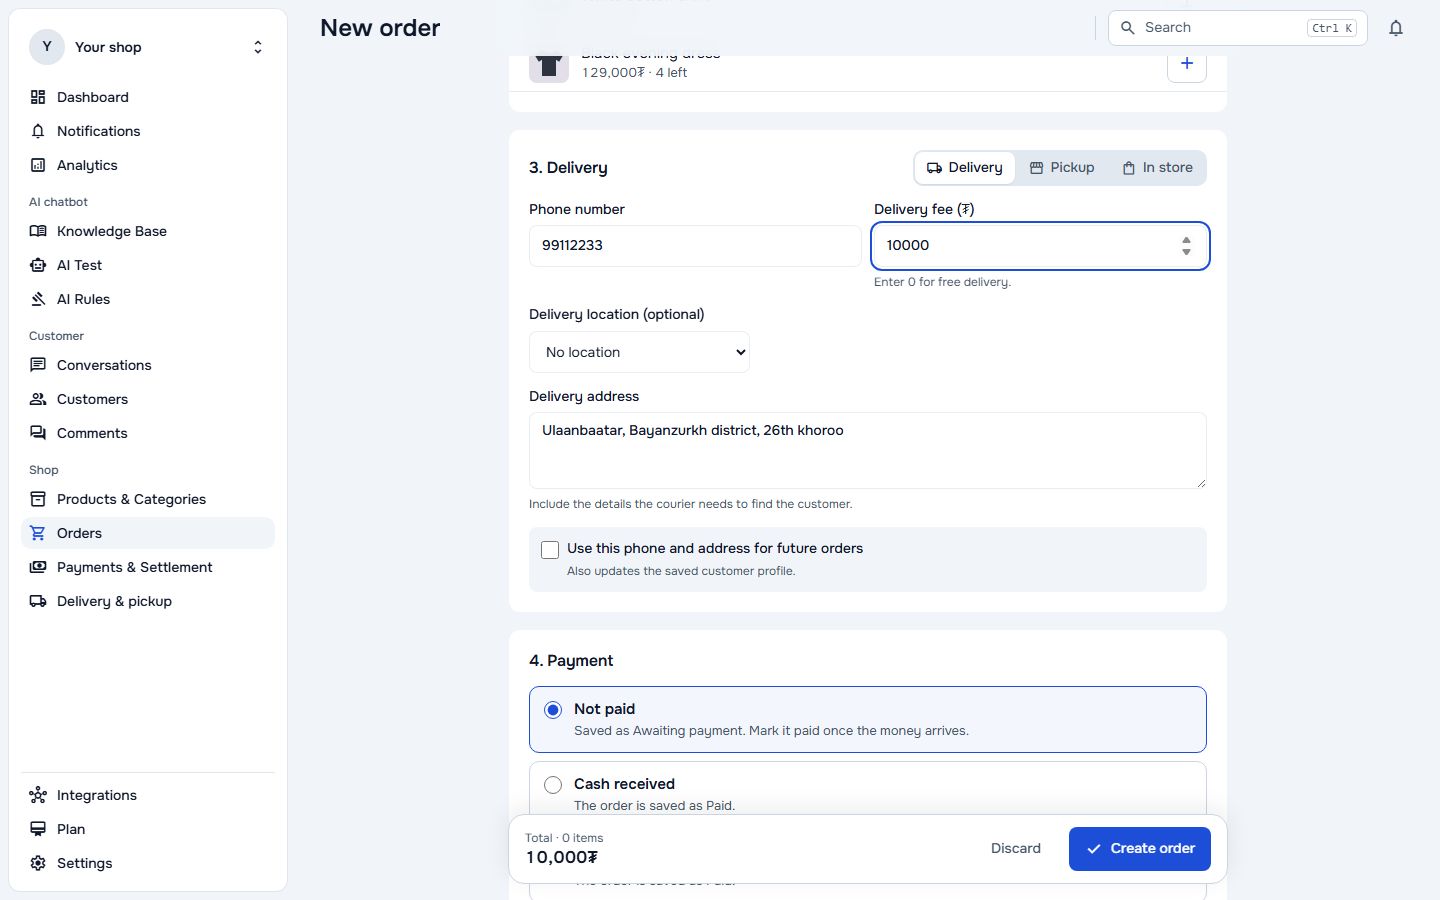 Y
Your shop
Dashboard
Notifications
Analytics
AI chatbot
Knowledge Base
AI Test
AI Rules
Customer
Conversations
Customers
Comments
Shop
Products & Categories
Orders
Payments & Settlement
Delivery & pickup
Integrations
Plan
Settings
New order
Search
Ctrl K
Black evening dress
129,000₮ · 4 left
3. Delivery
Delivery
Pickup
In store
Phone number
99112233
Delivery fee (₮)
10000
Enter 0 for free delivery.
Delivery location (optional)
No location
Delivery address
Ulaanbaatar, Bayanzurkh district, 26th khoroo
Include the details the courier needs to find the customer.
Use this phone and address for future orders
Also updates the saved customer profile.
4. Payment
Not paid
Saved as Awaiting payment. Mark it paid once the money arrives.
Cash received
The order is saved as Paid.
Total · 0 items
10,000₮
Discard
Create order